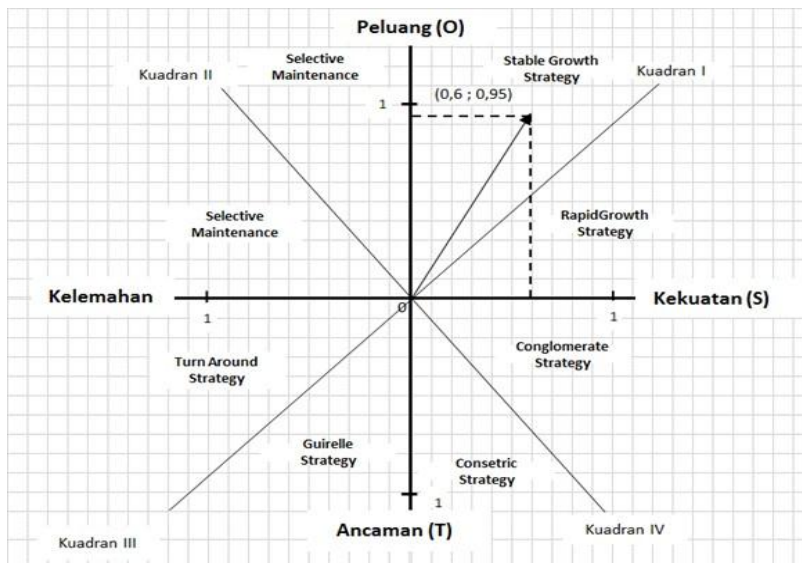 Peluang (O)
Selective
Maintenance
Stable Growth
Strategy
Kuadran II
Kuadran I
(0,6 ; 0,95)
1
Selective
Maintenance
RapidGrowth
Strategy
Kelemahan
Kekuatan (S)
0
1
1
Conglomerate
Strategy
Turn Around
Strategy
Guirelle
Strategy
Consetric
Strategy
1
Ancaman (T)
Kuadran III
Kuadran IV